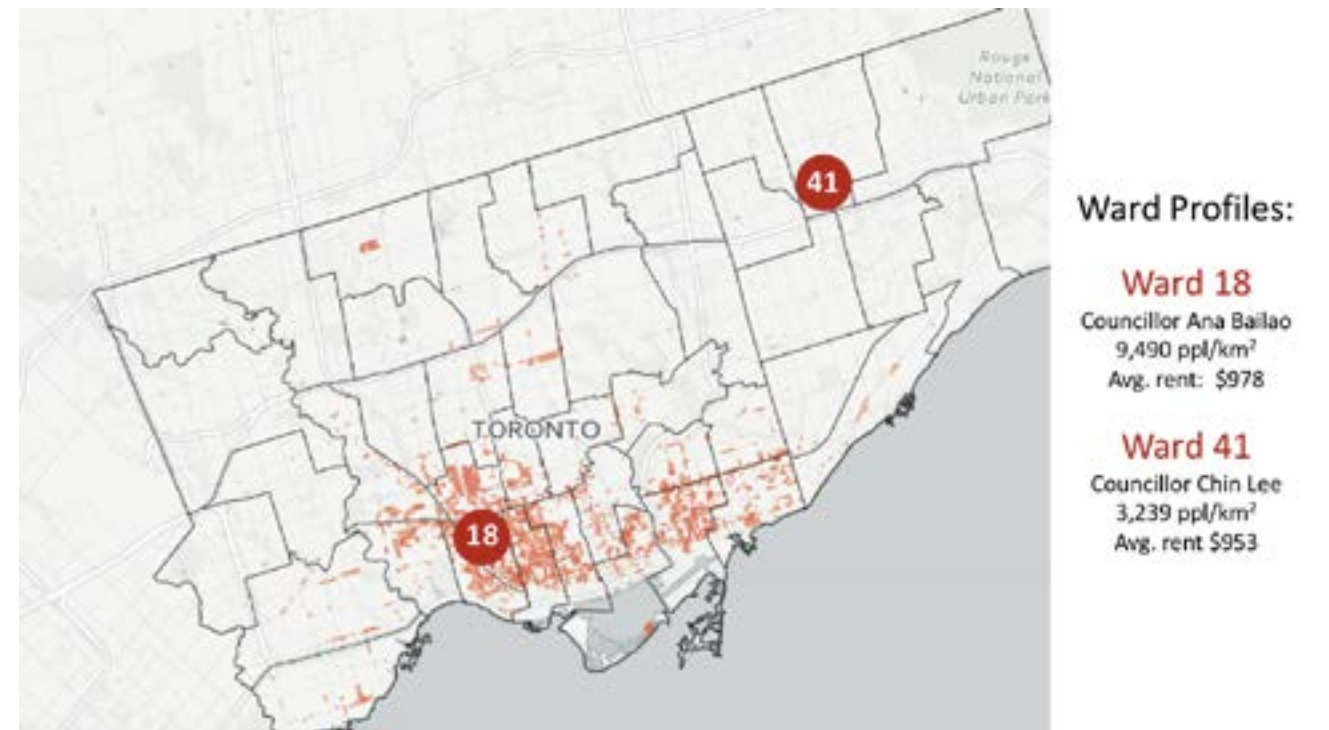 Rouge
National
Urban Park
41
TORONTO
18
Ward Profiles:
Ward 18
Councillor Ana Bailao
9,490 ppl/km²
Avg. rent:  $978
Ward 41
Councillor Chin Lee
3,239 ppl/km²
Avg. rent $953